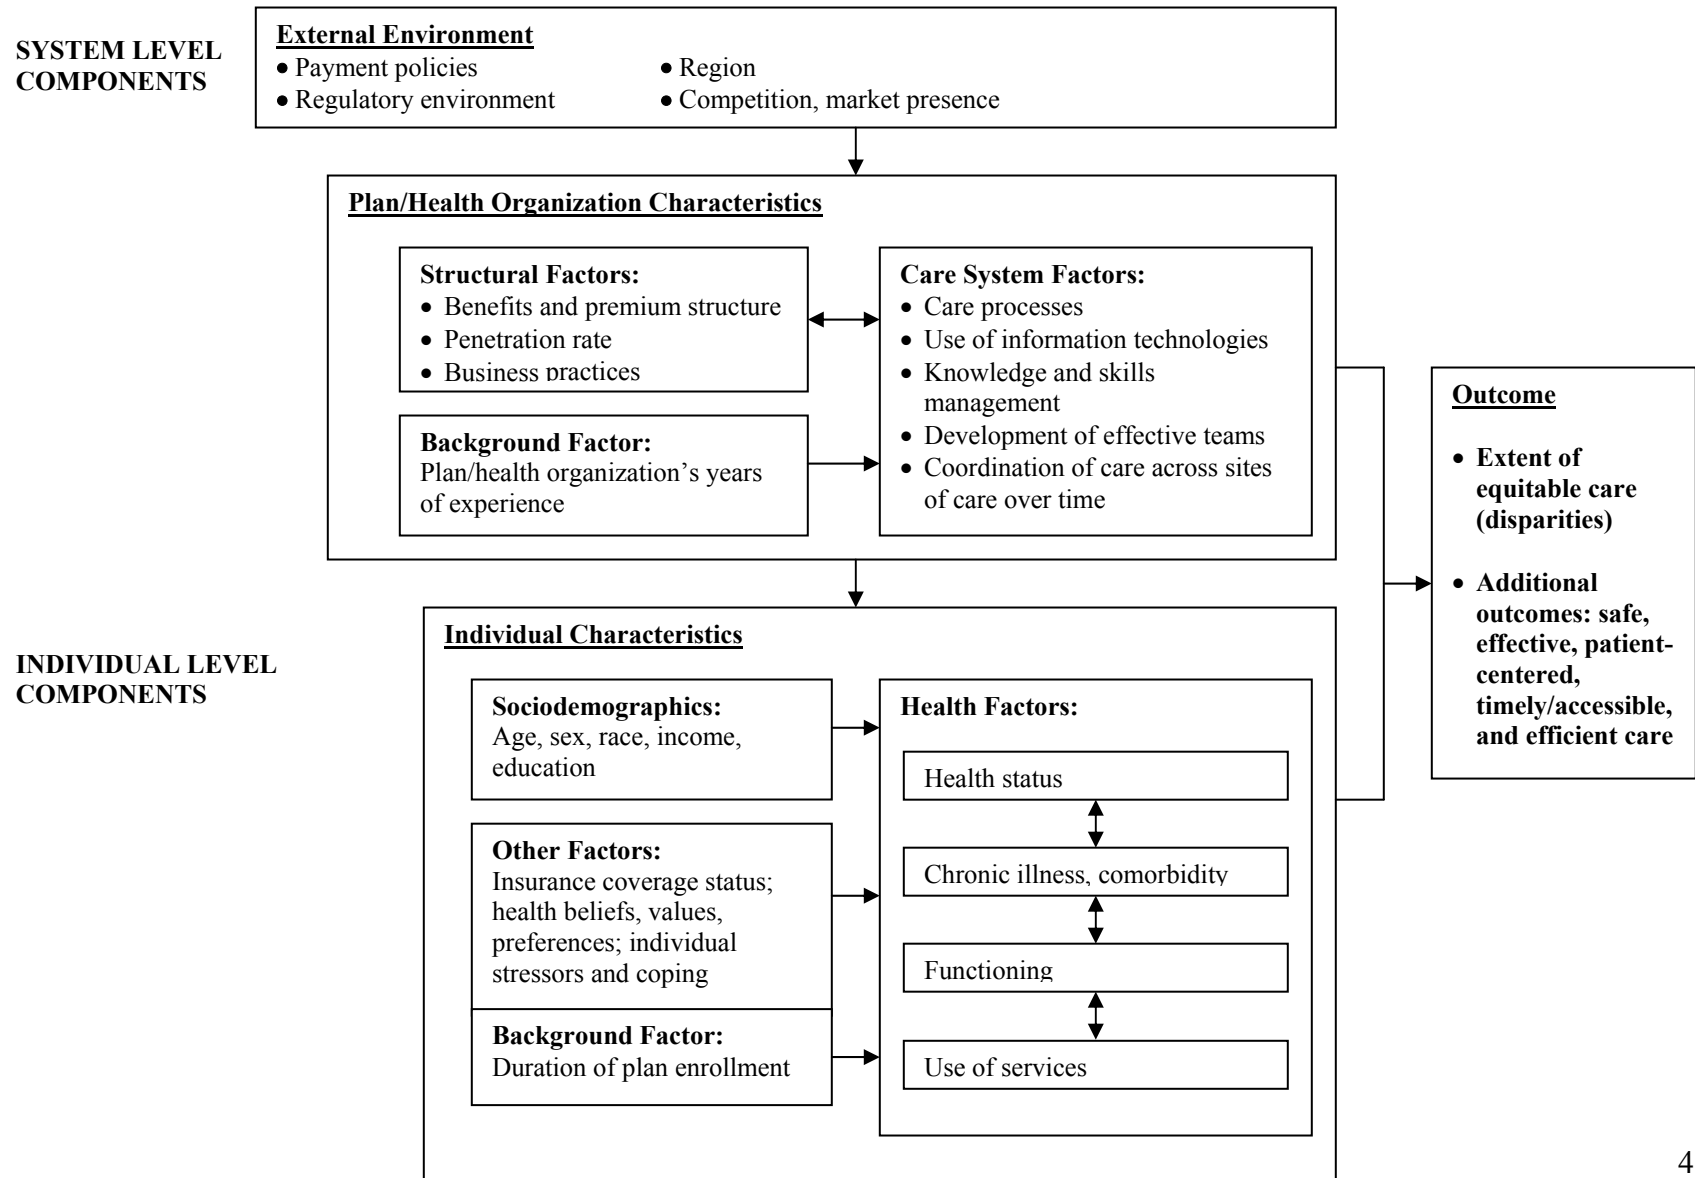 SYSTEM LEVEL
COMPONENTS
External Environment
• Payment policies
• Regulatory environment
• Region
• Competition, market presence
Plan/Health Organization Characteristics
Structural Factors:
• Benefits and premium structure
• Penetration rate
• Business practices
Background Factor:
Plan/health organization’s years
of experience
Care System Factors:
• Care processes
• Use of information technologies
• Knowledge and skills
management
• Development of effective teams
• Coordination of care across sites
of care over time
Outcome
• Extent of
equitable care
(disparities)
• Additional
outcomes: safe,
effective, patient-
centered,
timely/accessible,
and efficient care
INDIVIDUAL LEVEL
COMPONENTS
Individual Characteristics
Sociodemographics:
Age, sex, race, income,
education
Other Factors:
Insurance coverage status;
health beliefs, values,
preferences; individual
stressors and coping
Background Factor:
Duration of plan enrollment
Health Factors:
Health status
Chronic illness, comorbidity
Functioning
Use of services
4